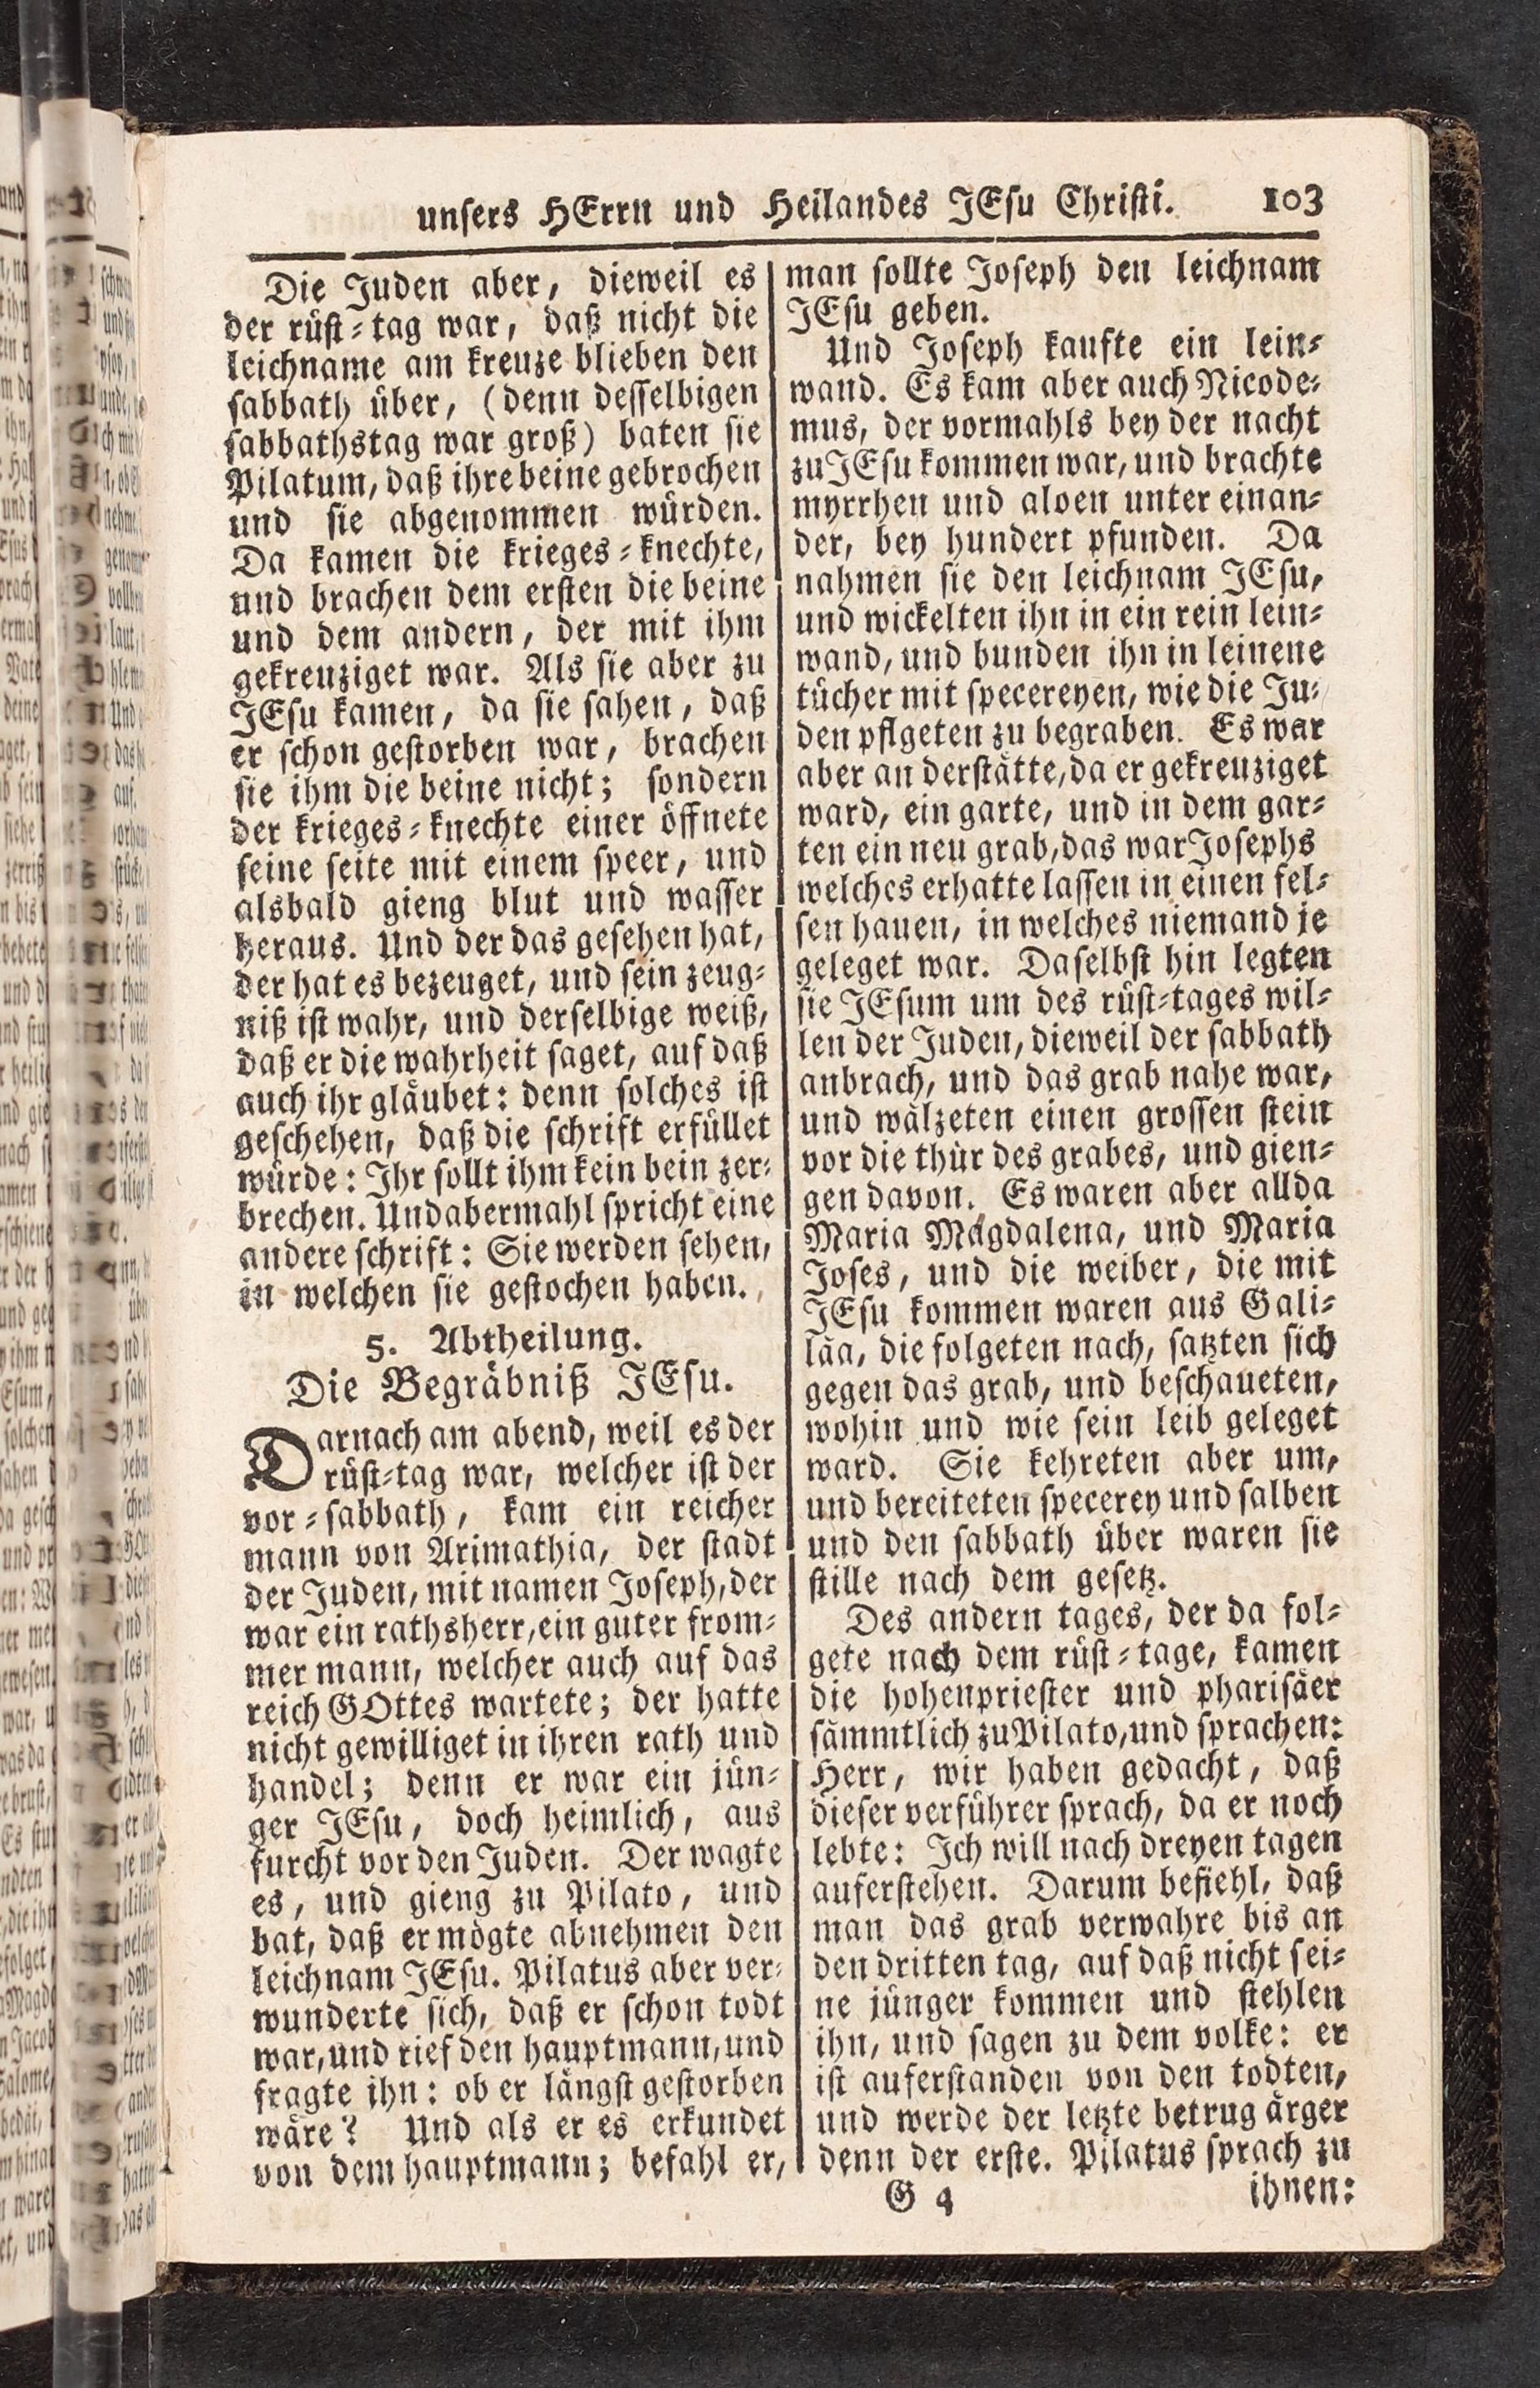 unsers HErrn und Heilandes JEsu Christi. 103
Die Juden aber, dieweil es
der rüst-tag war, daß nicht die
leichname am kreuze blieben den
sabbath über, (denn desselbigen
sabbathstag war groß) baten sie
Pilatum, daß ihre beine gebrochen
und sie abgenommen würden.
Da kamen die krieges-knechte,
und brachen dem ersten die beine
und dem andern, der mit ihm
gekreuziget war. Als sie aber zu
JEsu kamen, da sie sahen, daß
er schon gestorben war, brachen
sie ihm die beine nicht; sondern
der krieges-knechte einer öffnete
seine seite mit einem speer, und
alsbald gieng blut und wasser
heraus. Und der das gesehen hat,
der hat es bezeuget, und sein zeug-
niß ist wahr, und derselbige weiß,
daß er die wahrheit saget, auf daß
auch ihr gläubet: denn solches ist
geschehen, daß die schrift erfüllet
würde: Ihr sollt ihm kein bein zer-
brechen. Und abermahl spricht eine
andere schrift: Sie werden sehen,
in welchen sie gestochen haben.
5. Abtheilung.
Die Begräbniß JEsu.
Darnach am abend, weil es der
rüst-tag war, welcher ist der
vor-sabbath, kam ein reicher
mann von Arimathia, der stadt
der Juden, mit namen Joseph, der
war ein rathsherr, ein guter from-
mer mann, welcher auch auf das
reich GOttes wartete; der hatte
nicht gewilliget in ihren rath und
handel; denn er war ein jün-
ger JEsu, doch heimlich, aus
furcht vor den Juden. Der wagte
es, und gieng zu Pilato, und
bat, daß er mögte abnehmen den
leichnam JEsu. Pilatus aber ver-
wunderte sich, daß er schon todt
war, und rief den hauptmann, und
fragte ihn: ob er längst gestorben
wäre? Und als er es erkundet
von dem hauptmann; befahl er,
man sollte Joseph den leichnam
JEsu geben.
Und Joseph kaufte ein lein-
wand. Es kam aber auch Nicode-
mus, der vormahls bey der nacht
zu JEsu kommen war, und brachte
myrrhen und aloen unter einan-
der, bey hundert pfunden. Da
nahmen sie den leichnam JEsu,
und wickelten ihn in ein rein lein-
wand, und bunden ihn in leinene
tücher mit specereyen, wie die Ju-
den pflgeten zu begraben. Es war
aber an der stätte, da er gekreuziget
ward, ein garte, und in dem gar-
ten ein neu grab, das war Josephs
welches er hatte lassen in einen fel-
sen hauen, in welches niemand je
geleget war. Daselbst hin legten
sie JEsum um des rüst-tages wil-
len der Juden, dieweil der sabbath
anbrach, und das grab nahe war,
und wälzeten einen grossen stein
vor die thür des grabes, und gien-
gen davon. Es waren aber allda
Maria Magdalena, und Maria
Joses, und die weiber, die mit
JEsu kommen waren aus Gali-
läa, die folgeten nach, satzten sich
gegen das grab, und beschaueten,
wohin und wie sein leib geleget
ward. Sie kehreten aber um,
und bereiteten specerey und salben
und den sabbath über waren sie
stille nach dem gesetz.
Des andern tages, der da fol-
gete nach dem rüst-tage, kamen
die hohenpriester und pharisäer
sämmtlich zu Pilato, und sprachen:
Herr, wir haben gedacht, daß
dieser verführer sprach, da er noch
lebte: Ich will nach dreyen tagen
auferstehen. Darum befiehl, daß
man das grab verwahre bis an
den dritten tag, auf daß nicht sei-
ne jünger kommen und stehlen
ihn, und sagen zu dem volke: er
ist auferstanden von den todten,
und werde der letzte betrug ärger
denn der erste. Pilatus sprach zu
G 4 ihnen: